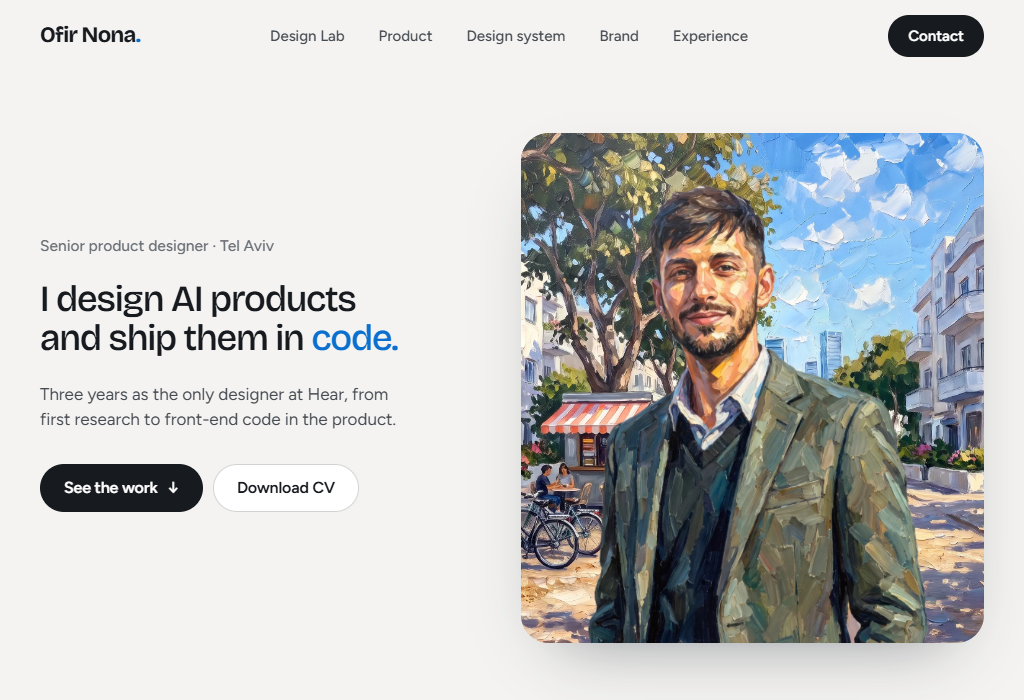 Ofir Nona.
Design Lab
Product
Design system
Brand
Experience
Contact
Senior product designer · Tel Aviv
I design AI products
and ship them in code.
Three years as the only designer at Hear, from
first research to front-end code in the product.
See the work ↓
Download CV